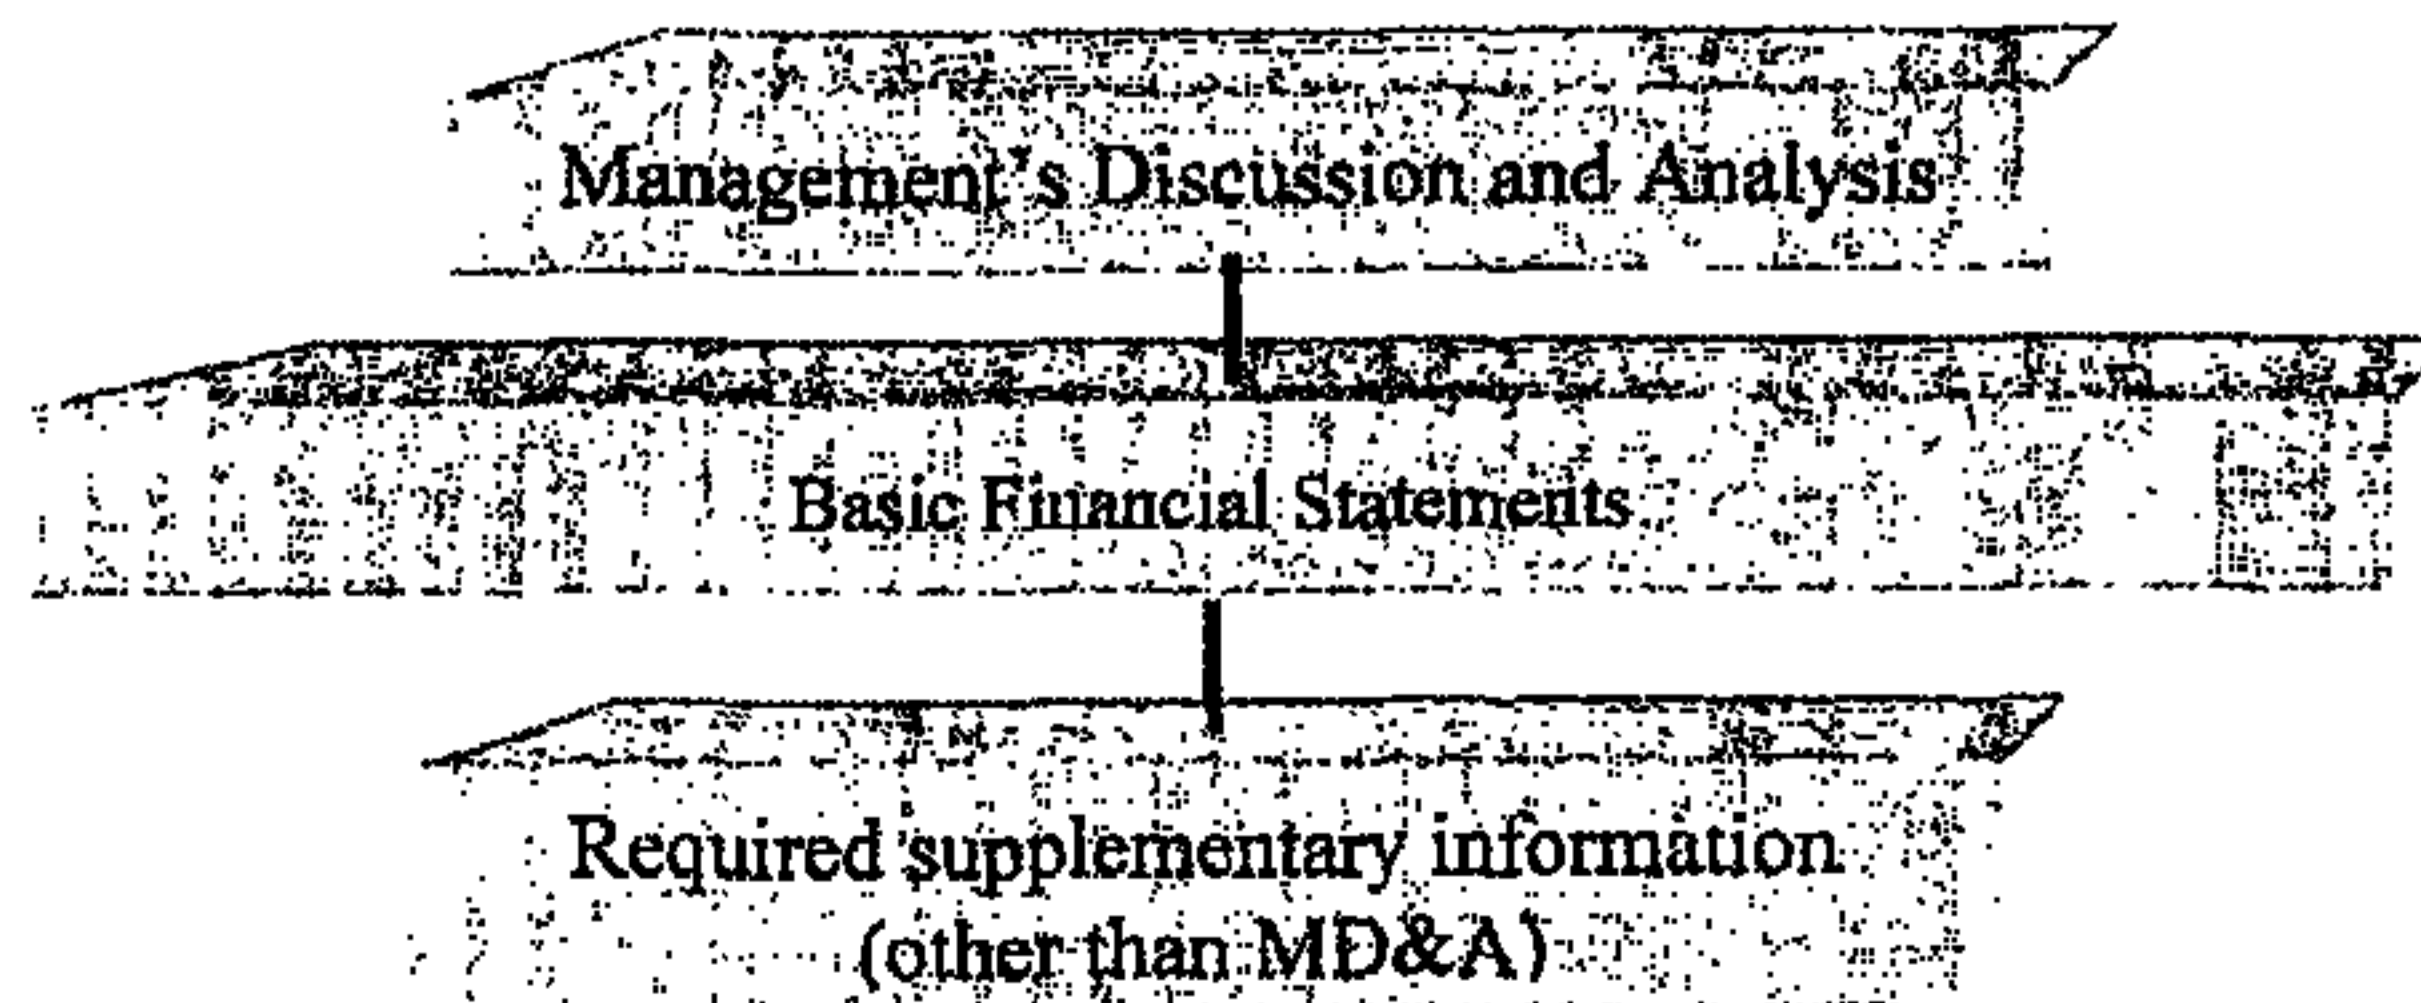 Management's Discussion and Analysis
Basic Financial Statements
Required supplementary information
(other than MD&A)